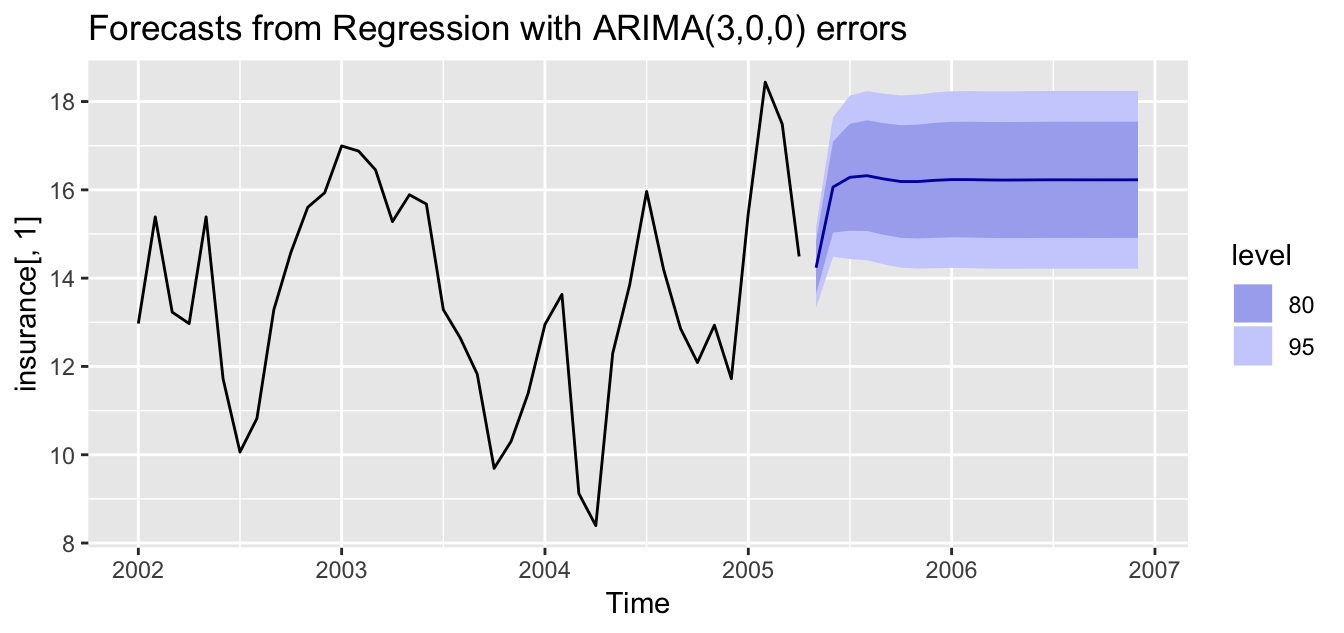 Forecasts from Regression with ARIMA(3,0,0) errors
insurance[, 1]
18
16
14
12
10
8
2002 2003 2004 2005 2006 2007
Time
level
80
95